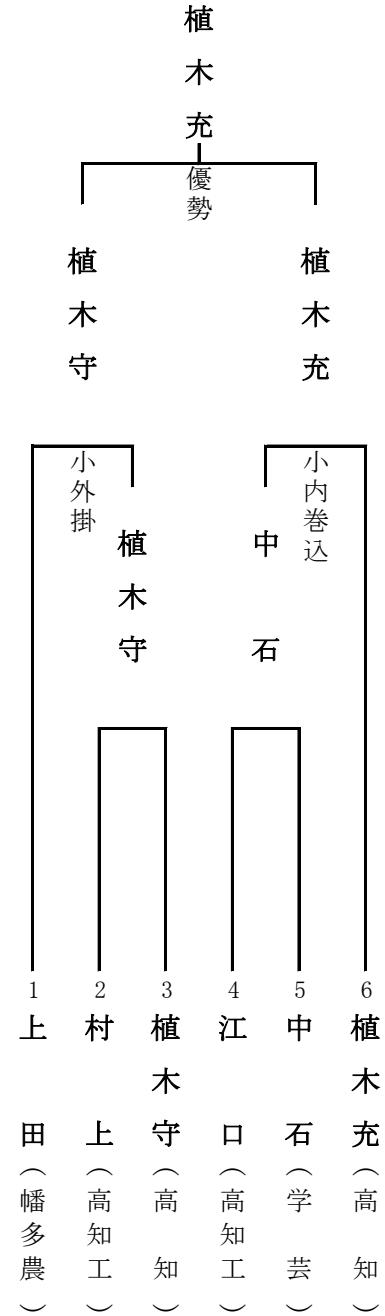 植木充
優勢
植木守
植木充
小外掛
小内巻込
植木守
中石
1
2
3
4
5
6
上田（幡多農）
村上（高知工）
植木守（高知）
江口（高知工）
中石（学芸）
植木充（高知）